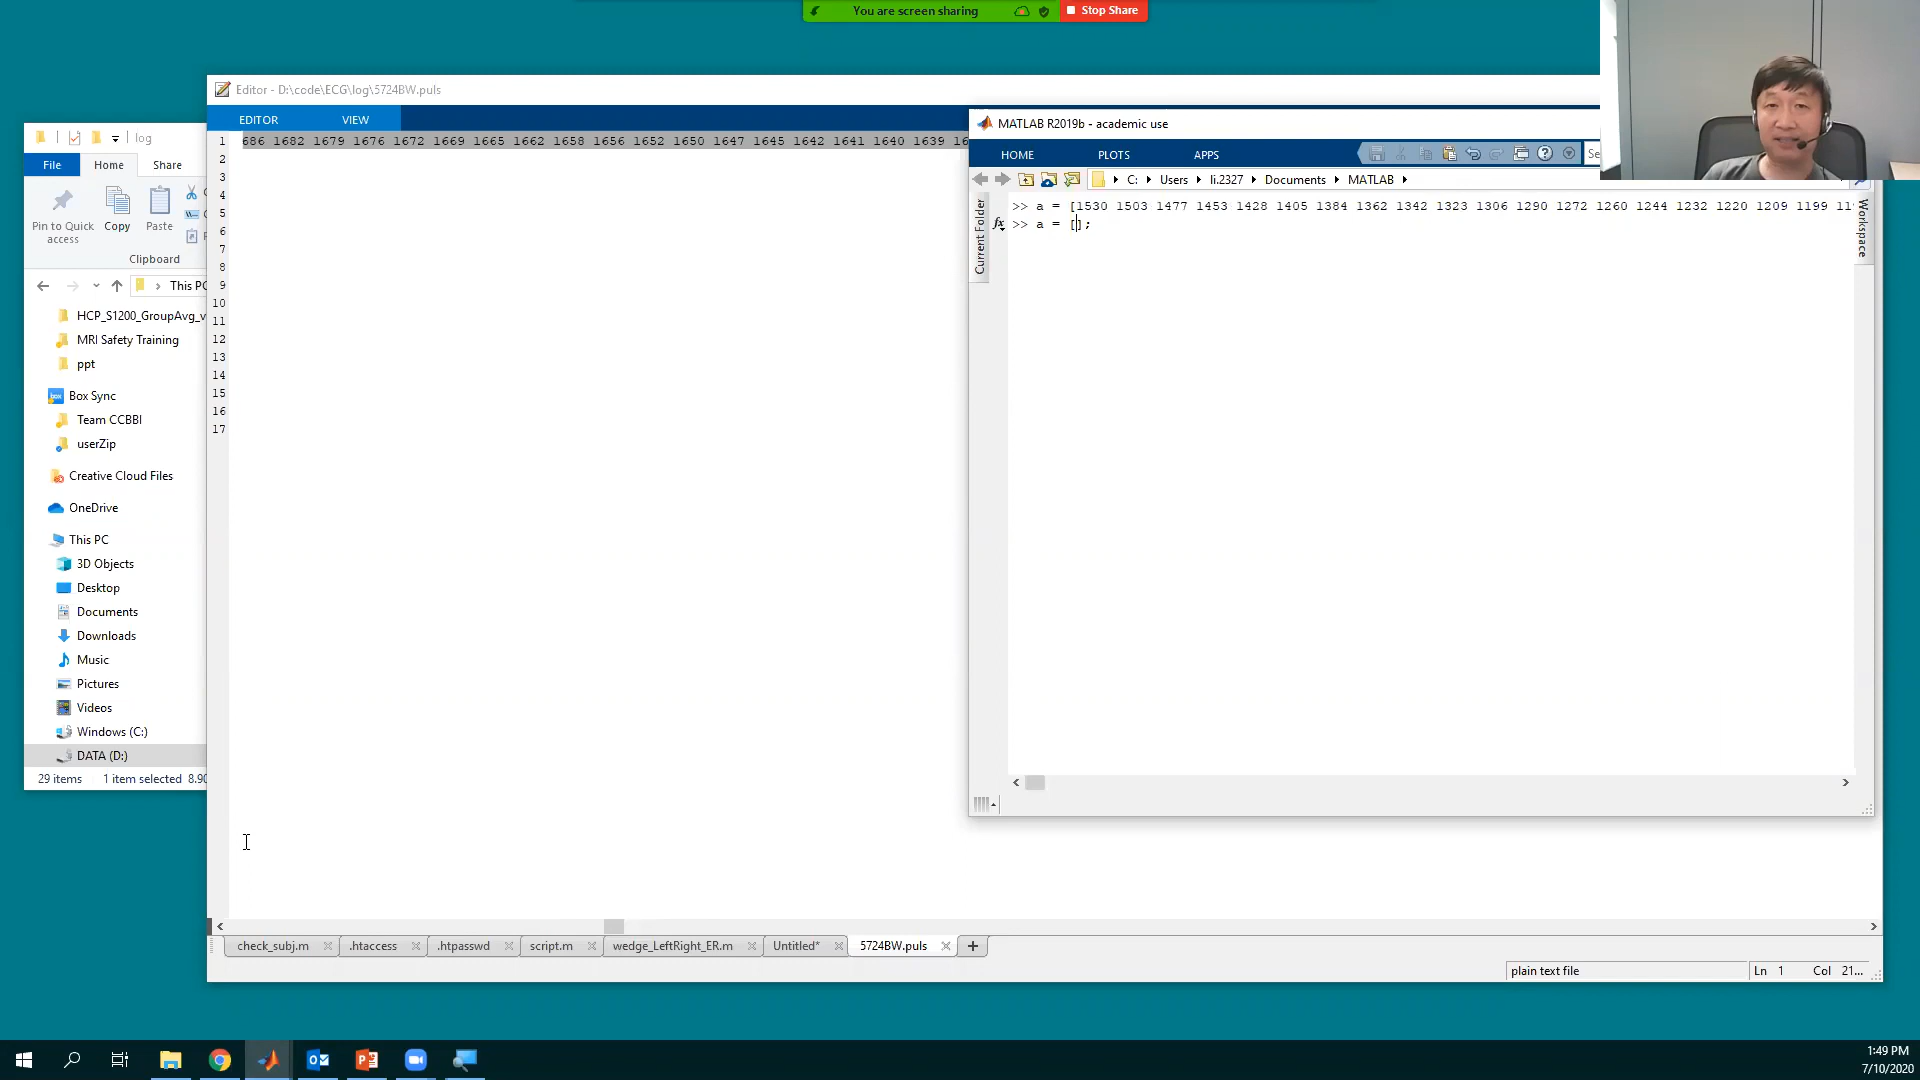 You are screen sharing
Stop Share
Editor - D:\code\ECG\log\5724BW.puls
EDITOR VIEW
1 686 1682 1679 1676 1672 1669 1665 1662 1658 1656 1652 1650 1647 1645 1642 1641 1640 1639
2
3
4
5
6
7
8
9
10
11
12
13
14
15
16
17
log
File Home Share
Pin to Quick access
Copy
Paste
Clipboard
This PC
HCP_S1200_GroupAvg_v
MRI Safety Training
ppt
Box Sync
Team CCBBI
userZip
Creative Cloud Files
OneDrive
This PC
3D Objects
Desktop
Documents
Downloads
Music
Pictures
Videos
Windows (C:)
DATA (D:)
29 items 1 item selected 8.90
MATLAB R2019b - academic use
HOME PLOTS APPS
Se
C: Users li.2327 Documents MATLAB
Current Folder
Workspace
>> a = [1530 1503 1477 1453 1428 1405 1384 1362 1342 1323 1306 1290 1272 1260 1244 1232 1220 1209 1199
fx >> a = [];
check_subj.m .htaccess .htpasswd script.m wedge_LeftRight_ER.m Untitled* 5724BW.puls
plain text file Ln 1 Col 21...
1:49 PM
7/10/2020